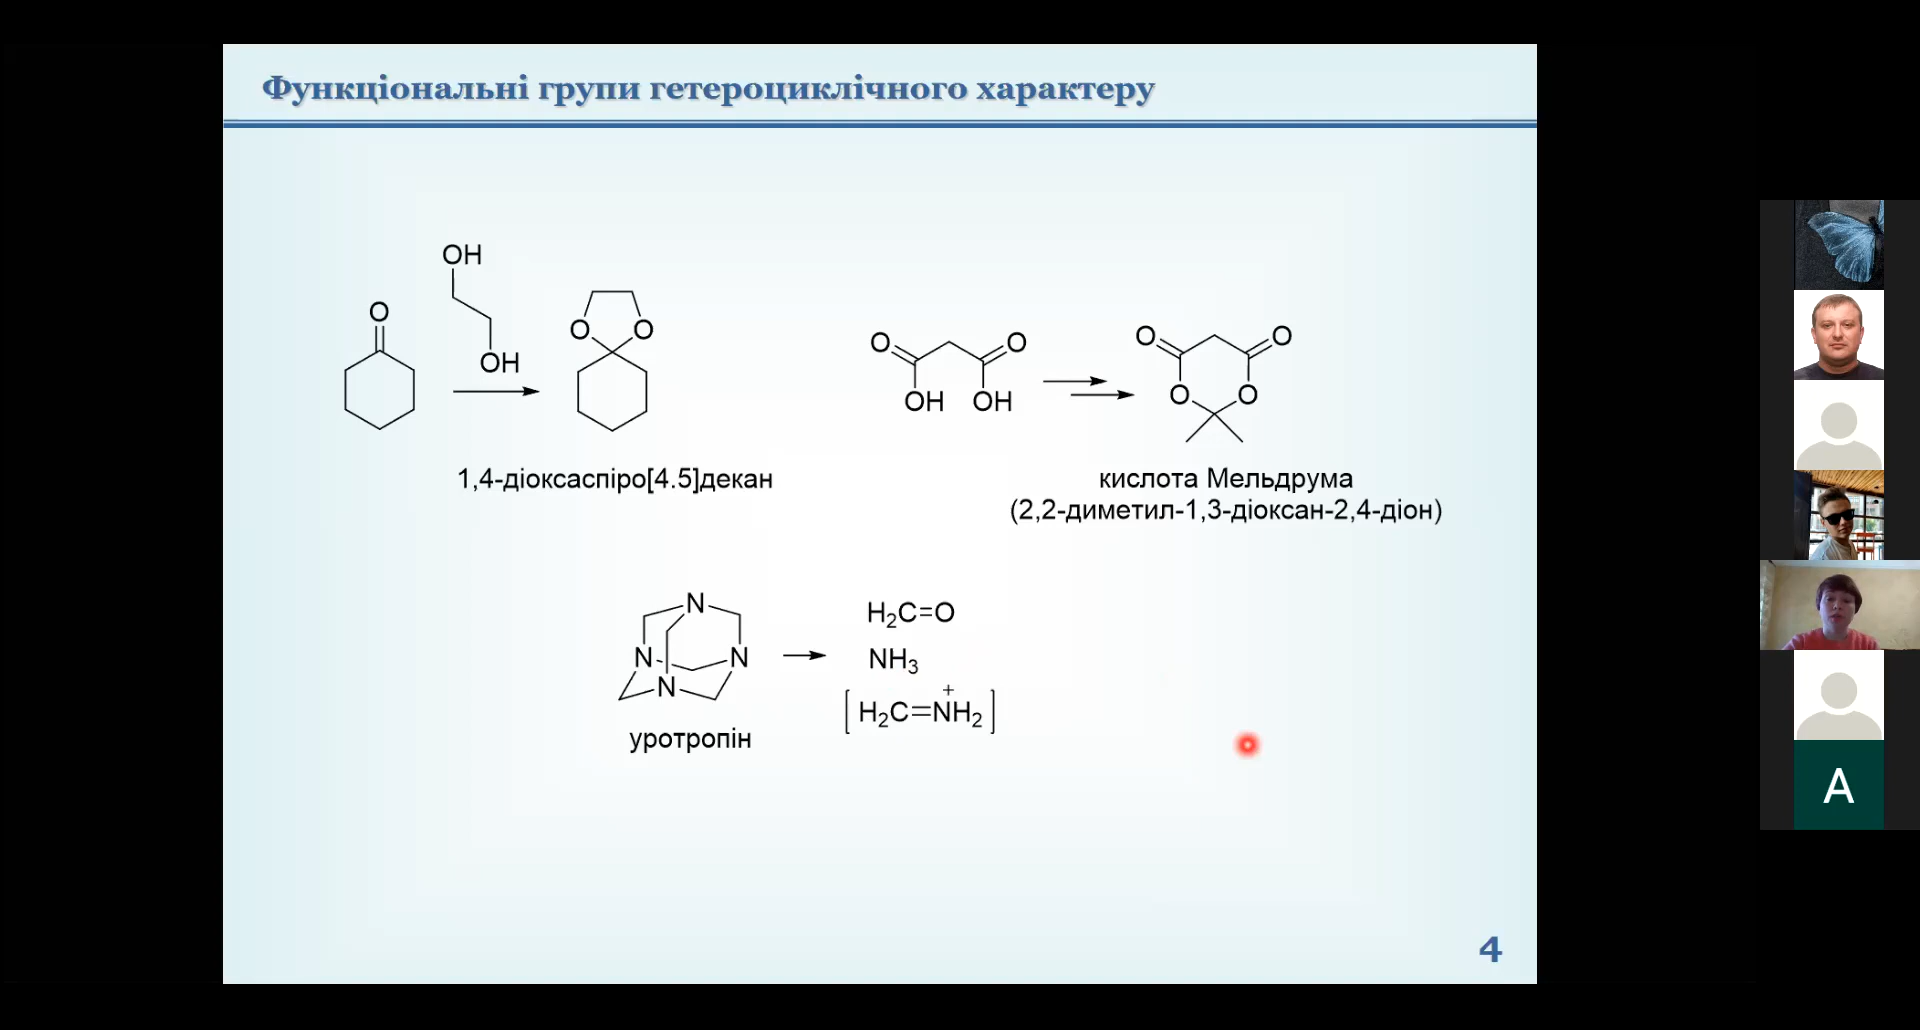 Функціональні групи гетероциклічного характеру
OH
OH
O
O
O
O
O
OH
OH
O
O
O
O
1,4-діоксаспіро[4.5]декан
кислота Мельдрума
(2,2-диметил-1,3-діоксан-2,4-діон)
N
N
N
N
уротропін
H₂C=O
NH₃
[H₂C=NH₂]
+
4
A